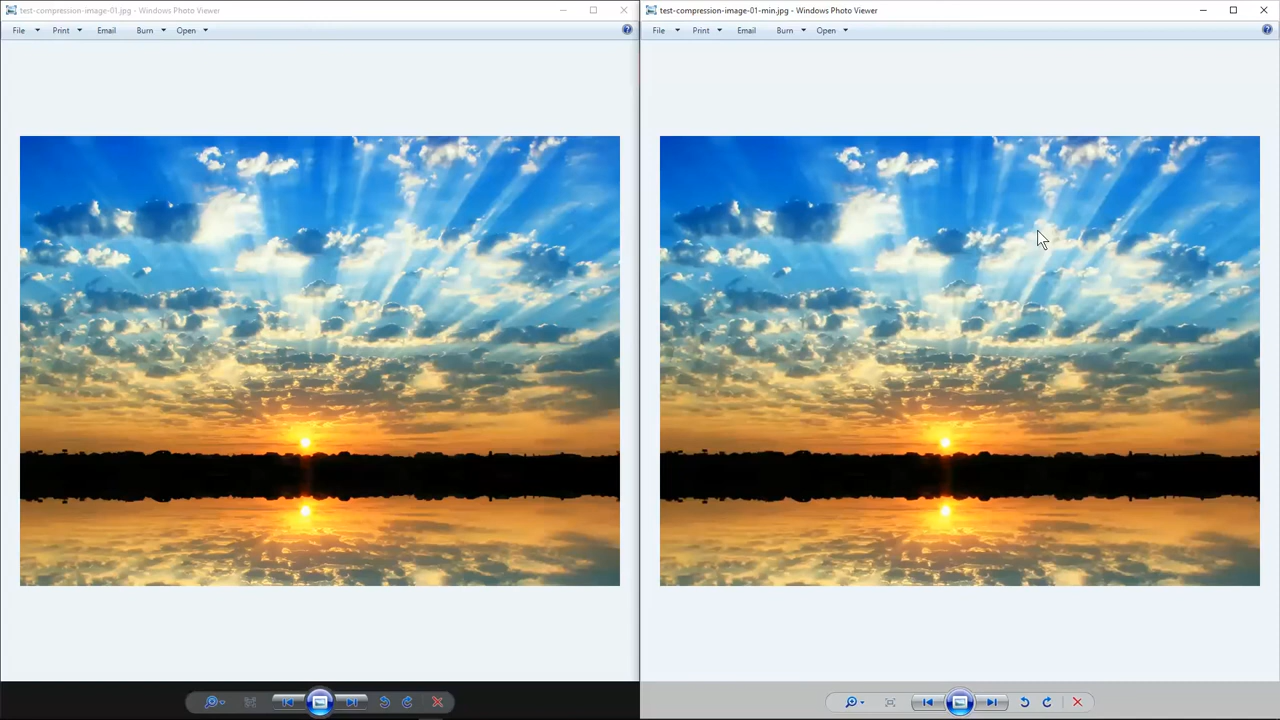 test-compression-image-01.jpg - Windows Photo Viewer
File Print Email Burn Open
test-compression-image-01-min.jpg - Windows Photo Viewer
File Print Email Burn Open